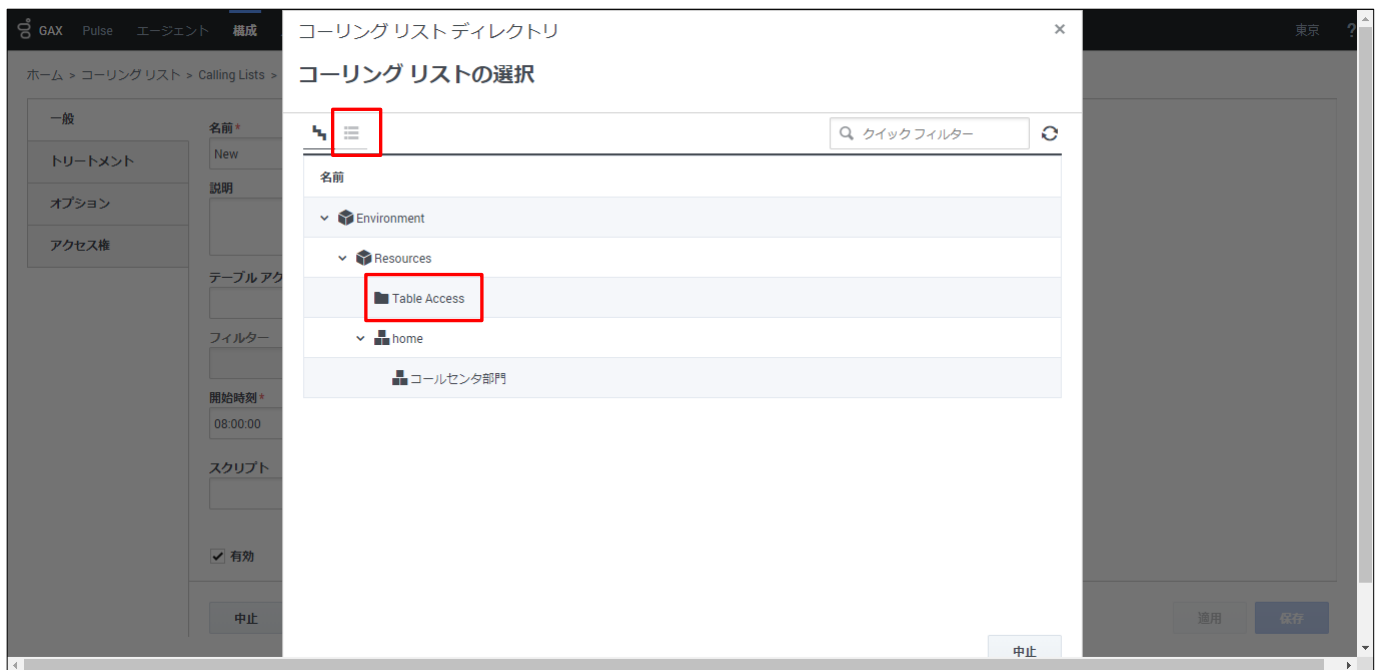 GAX Pulse エージェント 構成 東京 ?
コーリング リスト ディレクトリ ×
ホーム > コーリング リスト > Calling Lists >
コーリング リストの選択
一般
トリートメント
オプション
アクセス権
名前*
New
説明
テーブル アク
フィルター
開始時刻*
08:00:00
スクリプト
有効
中止
クイック フィルター
名前
Environment
Resources
Table Access
home
コールセンタ部門
中止
適用 保存